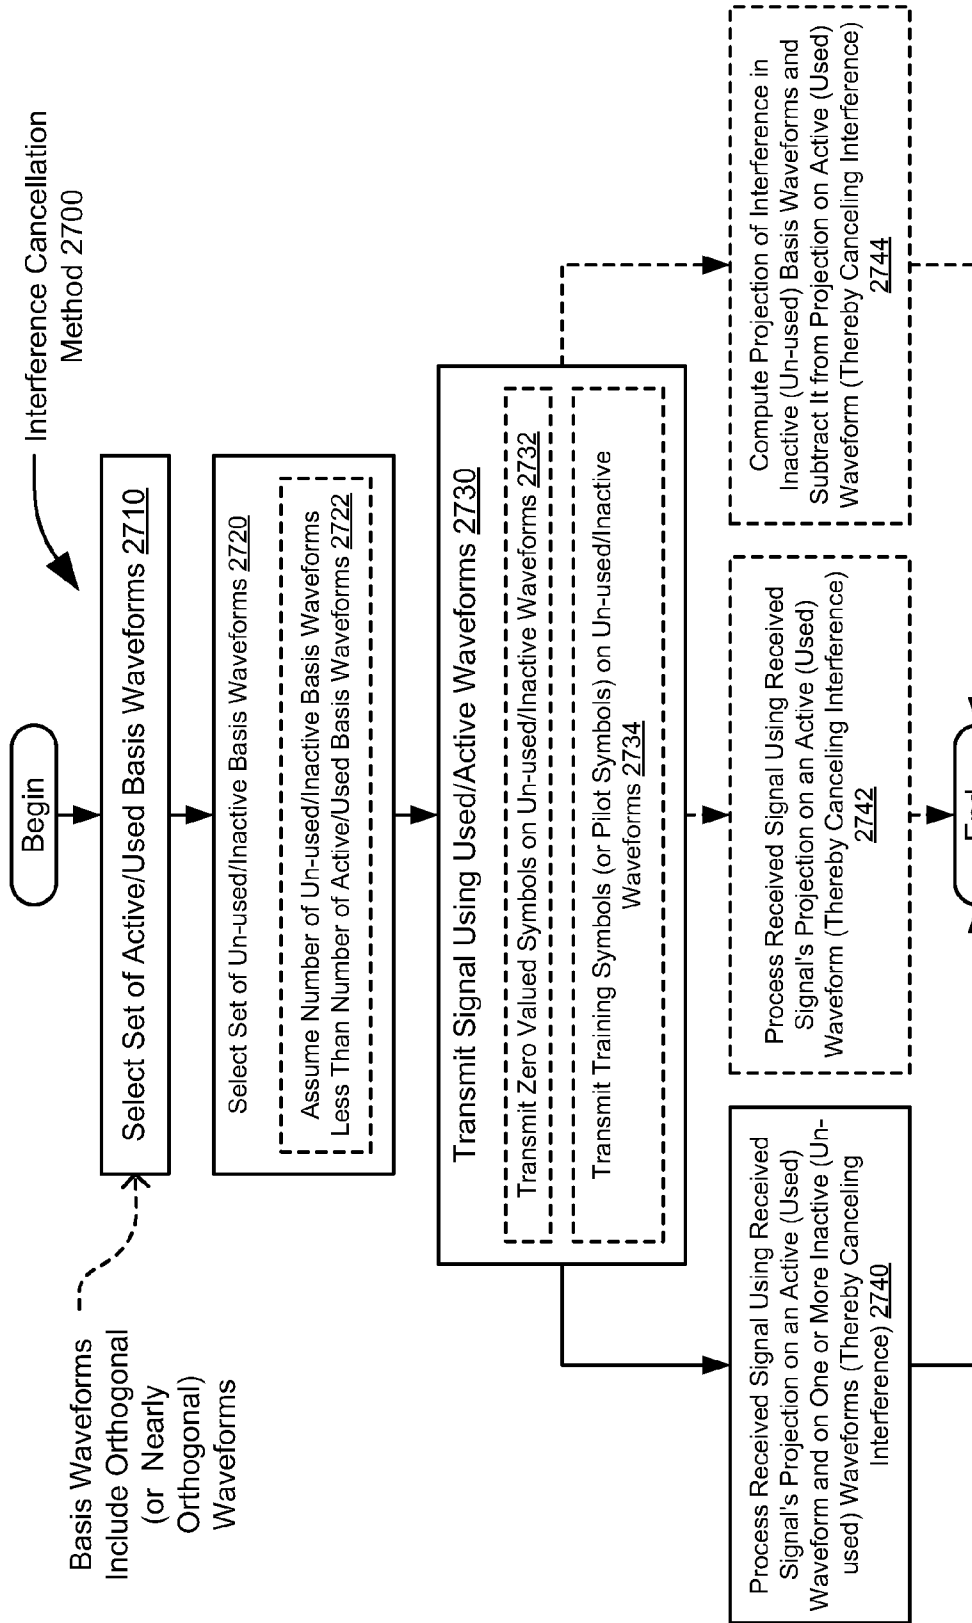 Interference Cancellation
Method 2700
Begin
Basis Waveforms
Include Orthogonal
(or Nearly
Orthogonal)
Waveforms
Select Set of Active/Used Basis Waveforms 2710
Select Set of Un-used/Inactive Basis Waveforms 2720
Assume Number of Un-used/Inactive Basis Waveforms
Less Than Number of Active/Used Basis Waveforms 2722
Transmit Signal Using Used/Active Waveforms 2730
Transmit Zero Valued Symbols on Un-used/Inactive Waveforms 2732
Transmit Training Symbols (or Pilot Symbols) on Un-used/Inactive
Waveforms 2734
Process Received Signal Using Received
Signal's Projection on an Active (Used)
Waveform and on One or More Inactive (Un-
used) Waveforms (Thereby Canceling
Interference) 2740
Process Received Signal Using Received
Signal's Projection on an Active (Used)
Waveform (Thereby Canceling Interference)
2742
Compute Projection of Interference in
Inactive (Un-used) Basis Waveforms and
Subtract It from Projection on Active (Used)
Waveform (Thereby Canceling Interference)
2744